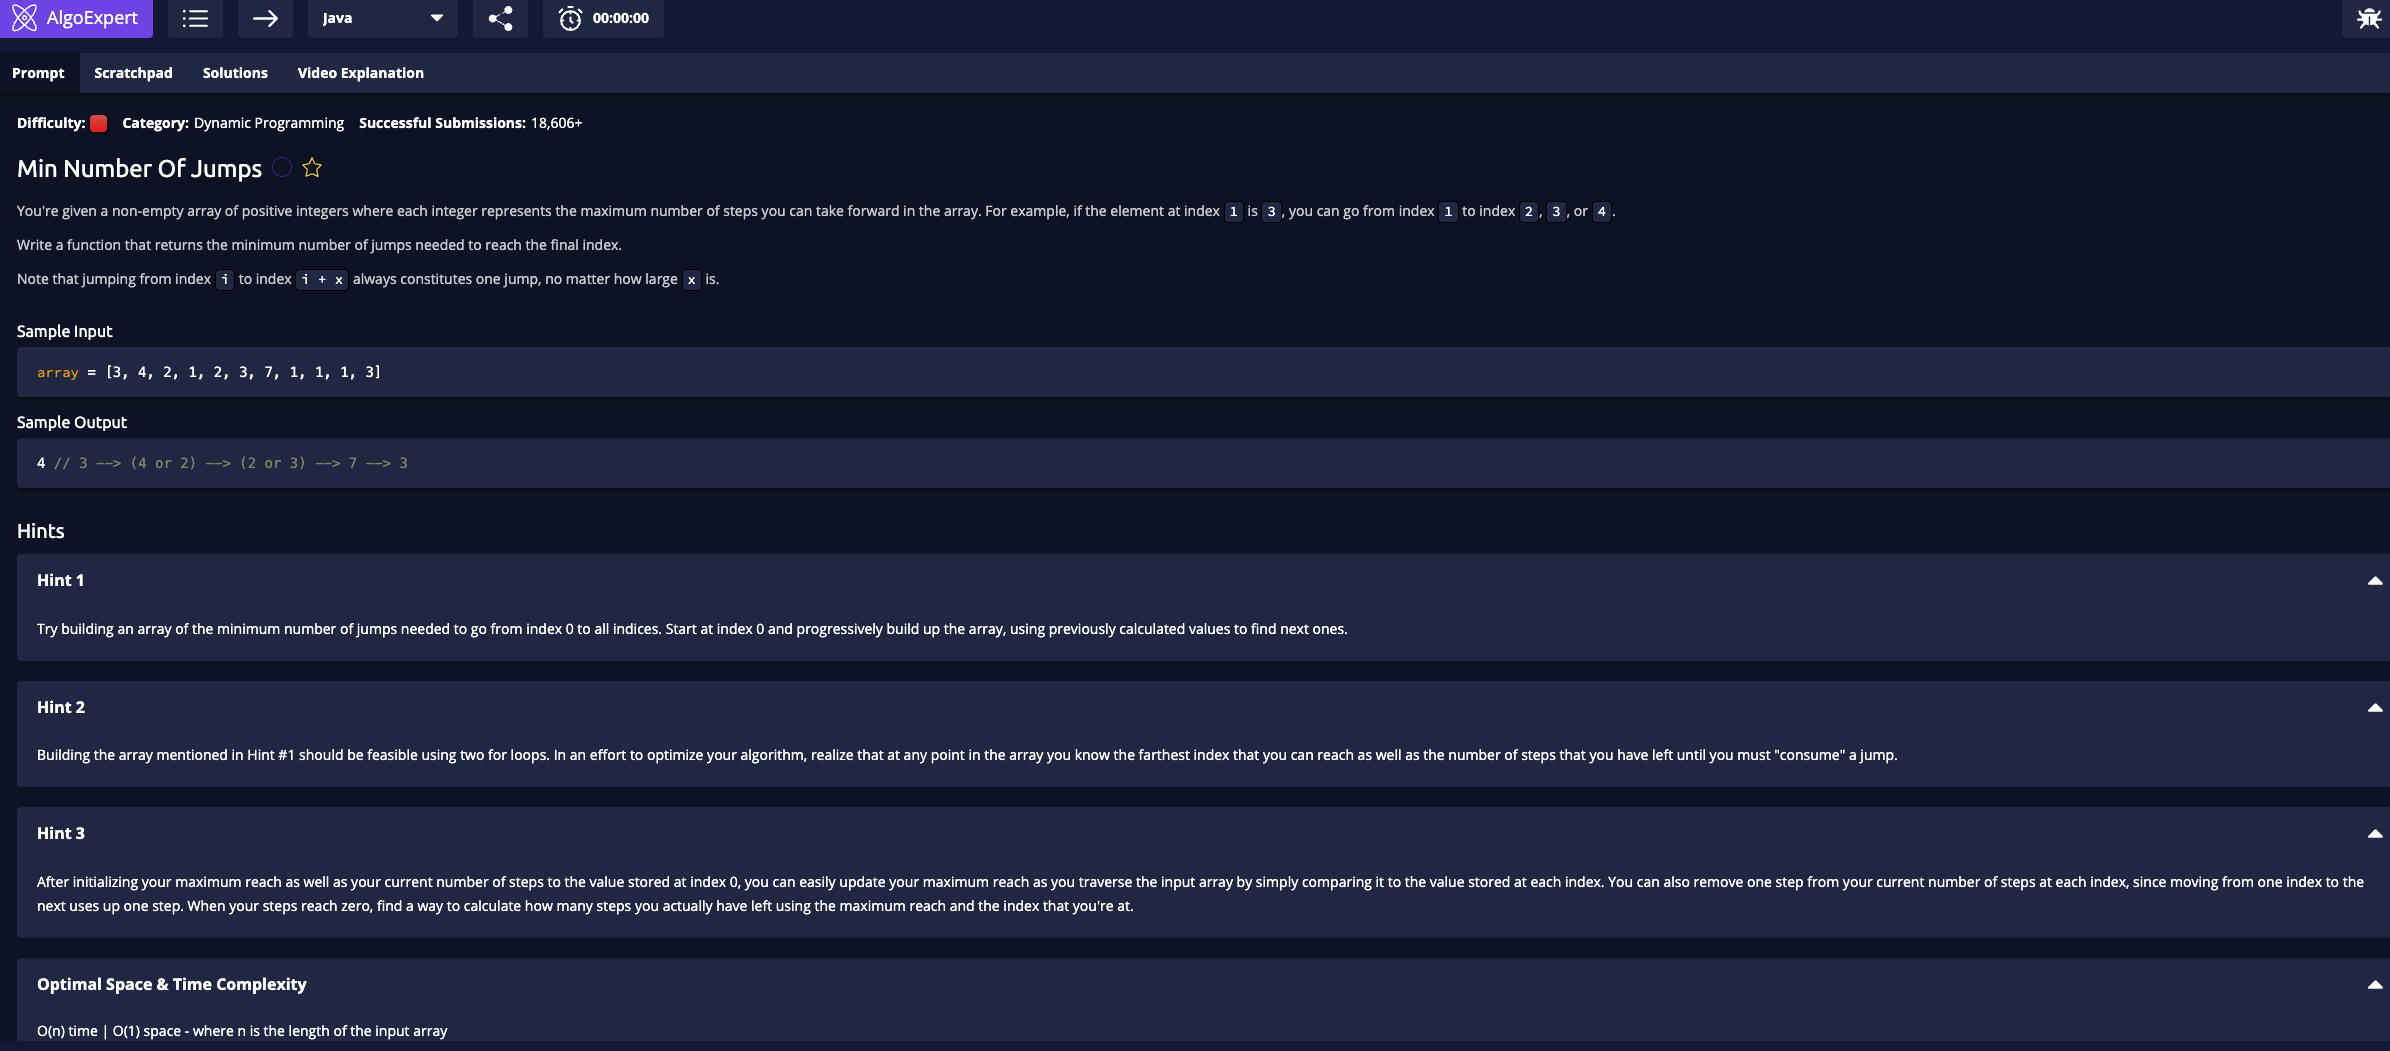 AlgoExpert
Java
00:00:00
Prompt Scratchpad Solutions Video Explanation
Difficulty: Category: Dynamic Programming Successful Submissions: 18,606+
Min Number Of Jumps
You're given a non-empty array of positive integers where each integer represents the maximum number of steps you can take forward in the array. For example, if the element at index 1 is 3, you can go from index 1 to index 2, 3, or 4.
Write a function that returns the minimum number of jumps needed to reach the final index.
Note that jumping from index i to index i + x always constitutes one jump, no matter how large x is.
Sample Input
array = [3, 4, 2, 1, 2, 3, 7, 1, 1, 1, 3]
Sample Output
4 // 3 --> (4 or 2) --> (2 or 3) --> 7 --> 3
Hints
Hint 1
Try building an array of the minimum number of jumps needed to go from index 0 to all indices. Start at index 0 and progressively build up the array, using previously calculated values to find next ones.
Hint 2
Building the array mentioned in Hint #1 should be feasible using two for loops. In an effort to optimize your algorithm, realize that at any point in the array you know the farthest index that you can reach as well as the number of steps that you have left until you must "consume" a jump.
Hint 3
After initializing your maximum reach as well as your current number of steps to the value stored at index 0, you can easily update your maximum reach as you traverse the input array by simply comparing it to the value stored at each index. You can also remove one step from your current number of steps at each index, since moving from one index to the
next uses up one step. When your steps reach zero, find a way to calculate how many steps you actually have left using the maximum reach and the index that you're at.
Optimal Space & Time Complexity
O(n) time | O(1) space - where n is the length of the input array